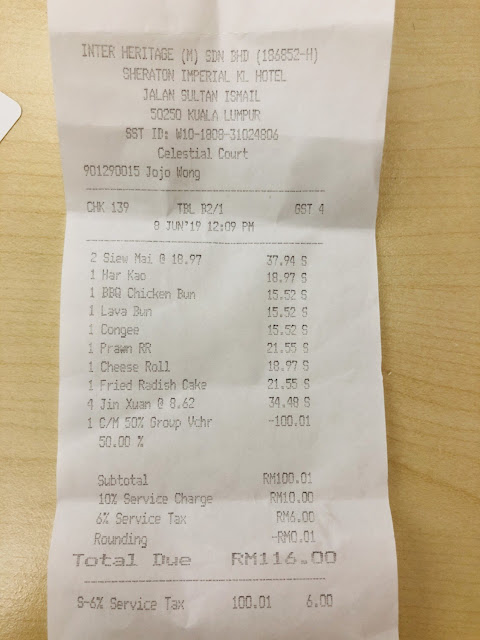 INTER HERITAGE (M) SDN BHD (186852-H)
SHERATON IMPERIAL KL HOTEL
JALAN SULTAN ISMAIL
50250 KUALA LUMPUR
SST ID: W10-1808-31024806
Celestial Court
901290015 Jojo Wong
CHK 139 TBL B2/1 GST 4
8 JUN'19 12:09 PM
2 Siew Mai @ 18.97 37.94 S
1 Har Kao 18.97 S
1 BBQ Chicken Bun 15.52 S
1 Lava Bun 15.52 S
1 Congee 15.52 S
1 Prawn RR 21.55 S
1 Cheese Roll 18.97 S
1 Fried Radish Cake 21.55 S
4 Jin Xuan @ 8.62 34.48 S
1 C/M 50% Group Vchr -100.01
50.00 %
Subtotal RM100.01
10% Service Charge RM10.00
6% Service Tax RM6.00
Rounding -RM0.01
Total Due RM116.00
S-6% Service Tax 100.01 6.00